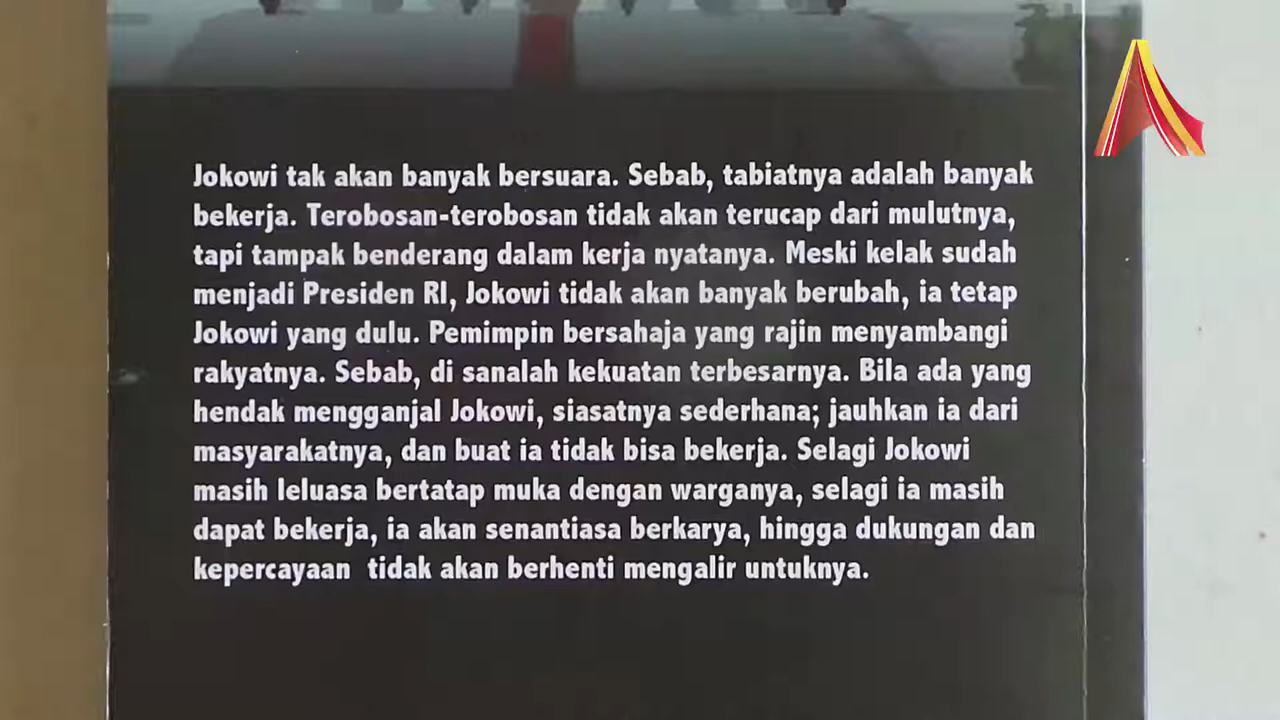 Jokowi tak akan banyak bersuara. Sebab, tabiatnya adalah banyak
bekerja. Terobosan-terobosan tidak akan terucap dari mulutnya,
tapi tampak benderang dalam kerja nyatanya. Meski kelak sudah
menjadi Presiden RI, Jokowi tidak akan banyak berubah, ia tetap
Jokowi yang dulu. Pemimpin bersahaja yang rajin menyambangi
rakyatnya. Sebab, di sanalah kekuatan terbesarnya. Bila ada yang
hendak mengganjal Jokowi, siasatnya sederhana; jauhkan ia dari
masyarakatnya, dan buat ia tidak bisa bekerja. Selagi Jokowi
masih leluasa bertatap muka dengan warganya, selagi ia masih
dapat bekerja, ia akan senantiasa berkarya, hingga dukungan dan
kepercayaan tidak akan berhenti mengalir untuknya.